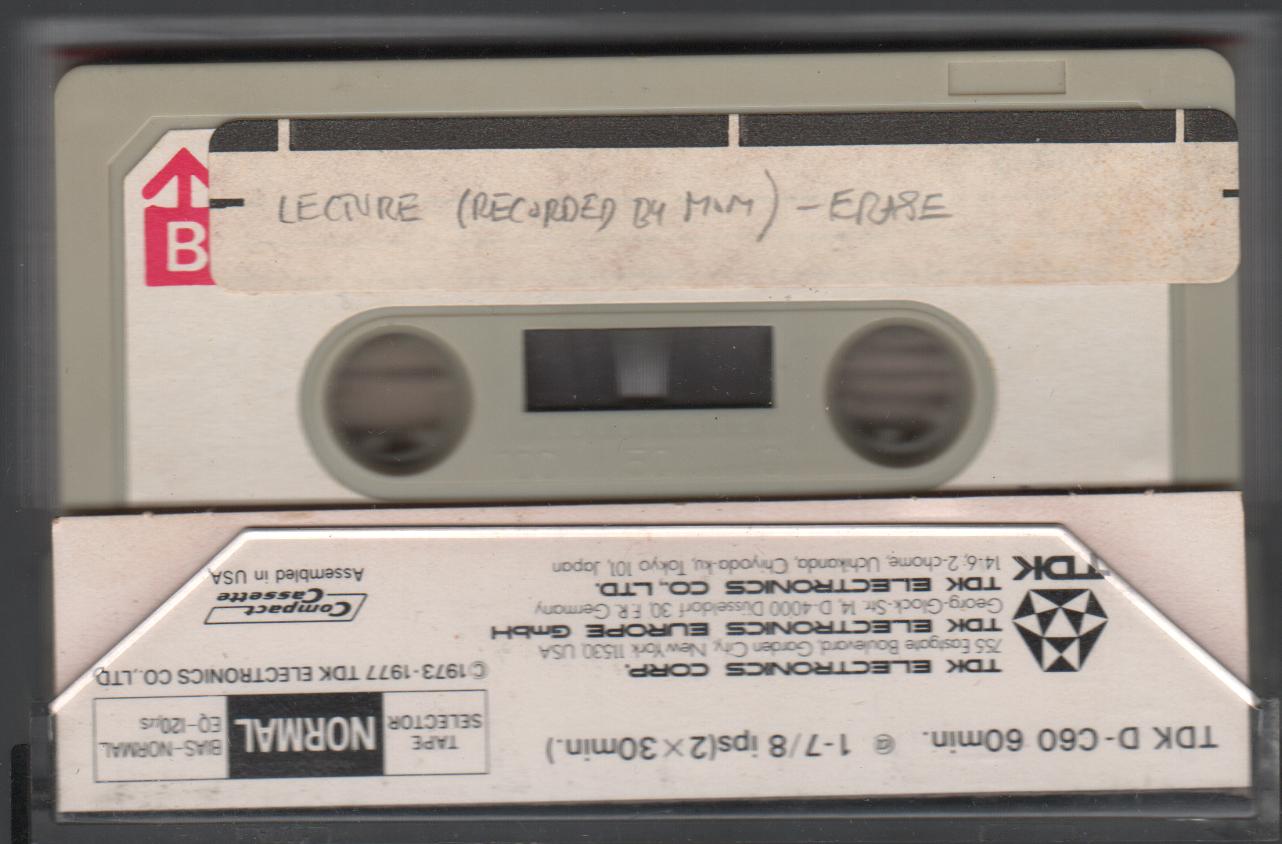 LECTURE (RECORDED BY MOM) - ERASE
B
TDK D-C60 60min. @ 1-7/8 ips(2×30min.)
TAPE SELECTOR
NORMAL
BIAS-NORMAL
EQ-120μs
TDK ELECTRONICS CORP.
755 Eastgate Boulevard, Garden City, New York 11530, USA
TDK ELECTRONICS EUROPE GmbH
Georg-Glock-Str. 14, D-4000 Düsseldorf 30, F.R. Germany
TDK ELECTRONICS CO., LTD.
14-6, 2-chome, Uchikanda, Chiyoda-ku, Tokyo 101, Japan
TDK
©1973-1977 TDK ELECTRONICS CO.,LTD.
Compact
Cassette
Assembled in USA